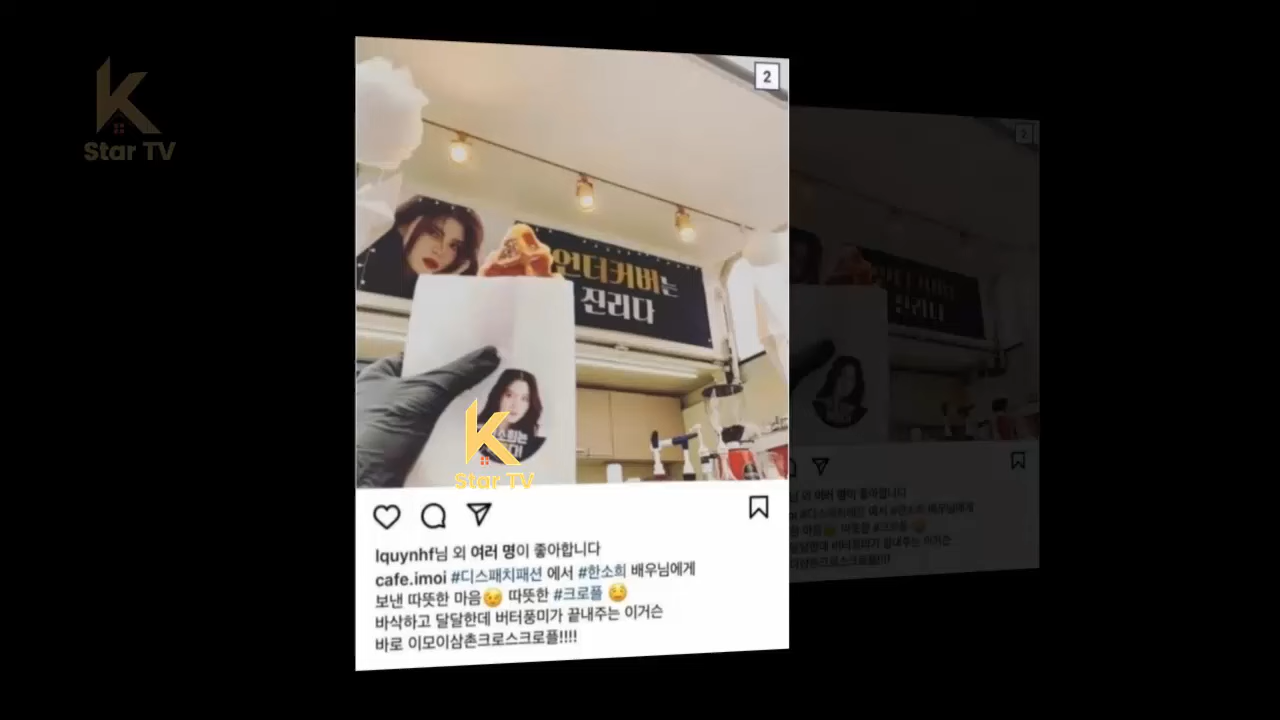 Star TV
2
언더커버는
진리다
Star TV
lquynhf님 외 여러 명이 좋아합니다
cafe.imoi #디스패치패션 에서 #한소희 배우님에게
보낸 따뜻한 마음😉 따뜻한 #크로플 😋
바삭하고 달달한데 버터풍미가 끝내주는 이거슨
바로 이모이삼촌크로스크로플!!!!